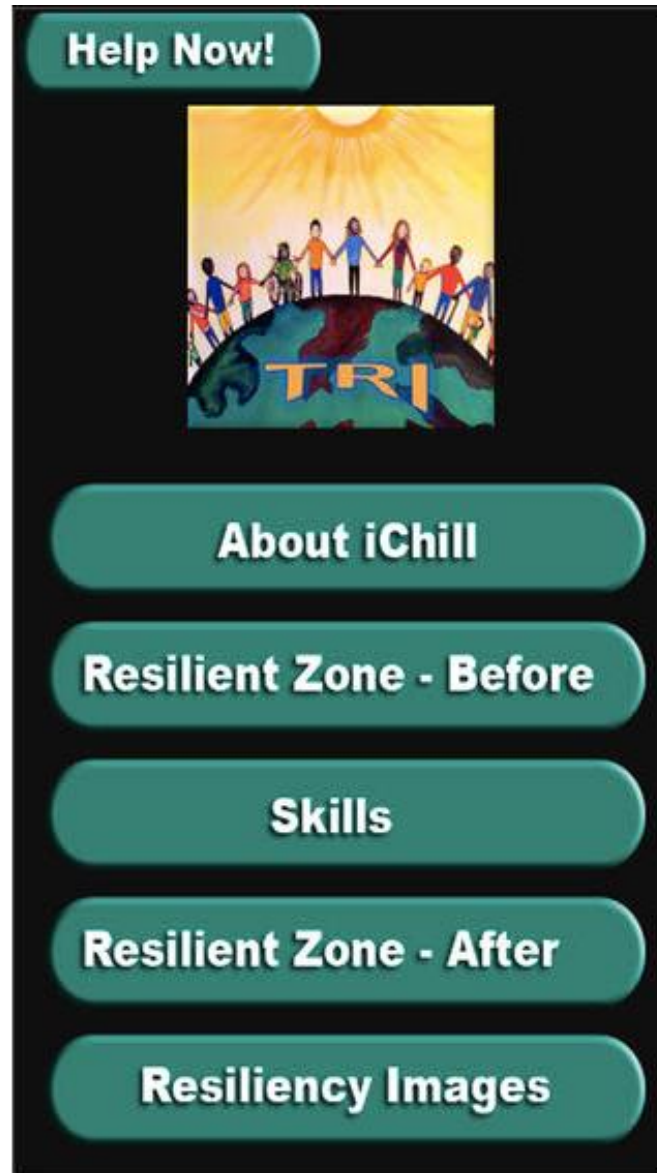 Help Now!
TRI
About iChill
Resilient Zone - Before
Skills
Resilient Zone - After
Resiliency Images